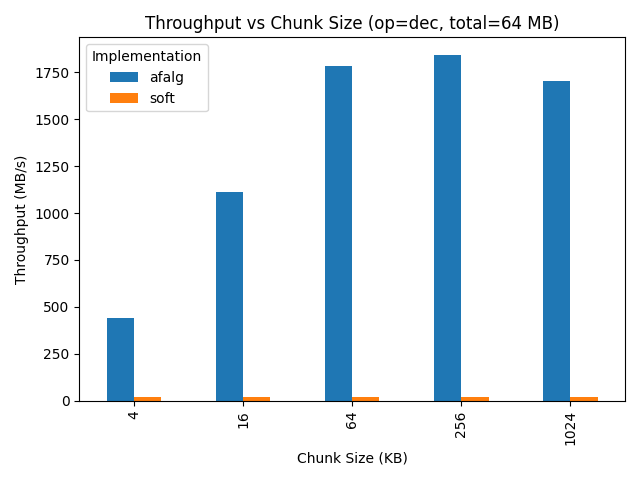 Throughput vs Chunk Size (op=dec, total=64 MB)
Implementation
afalg
soft
Throughput (MB/s)
1750
1500
1250
1000
750
500
250
0
4
16
64
256
1024
Chunk Size (KB)